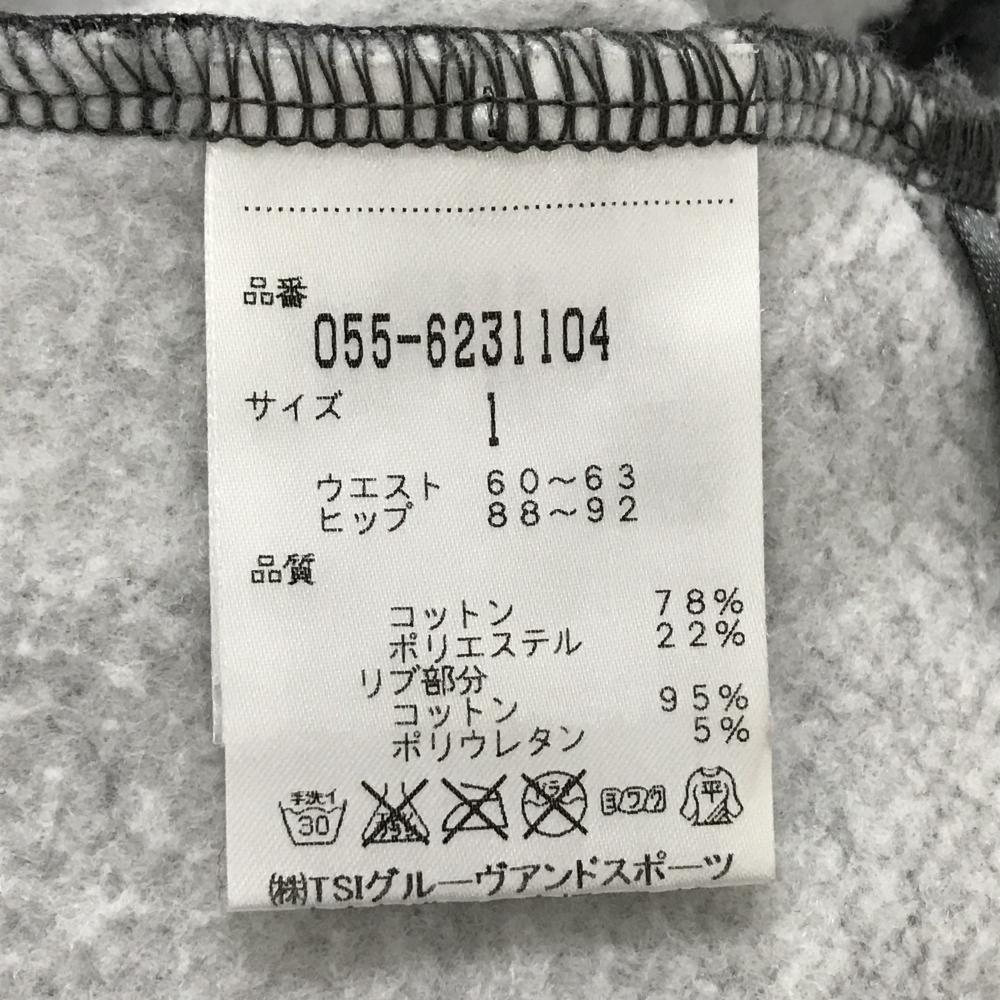 品番
055-6231104
サイズ
1
ウエスト 60〜63
ヒップ 88〜92
品質
コットン 78%
ポリエステル 22%
リブ部分
コットン 95%
ポリウレタン 5%
手洗イ 30 ヨワク 平
(株)TSIグルーヴアンドスポーツ